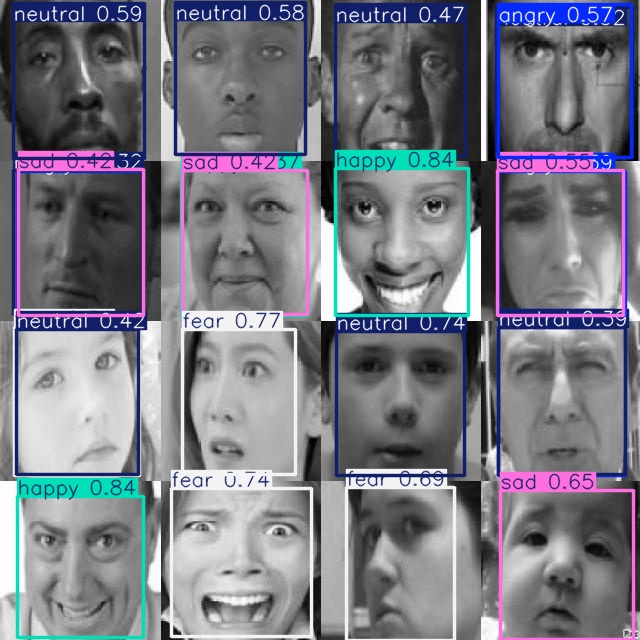 neutral 0.59
neutral 0.58
neutral 0.47
angry 0.57
sad 0.42
sad 0.42
happy 0.84
sad 0.55
neutral 0.42
fear 0.77
neutral 0.74
neutral 0.39
happy 0.84
fear 0.74
fear 0.69
sad 0.65